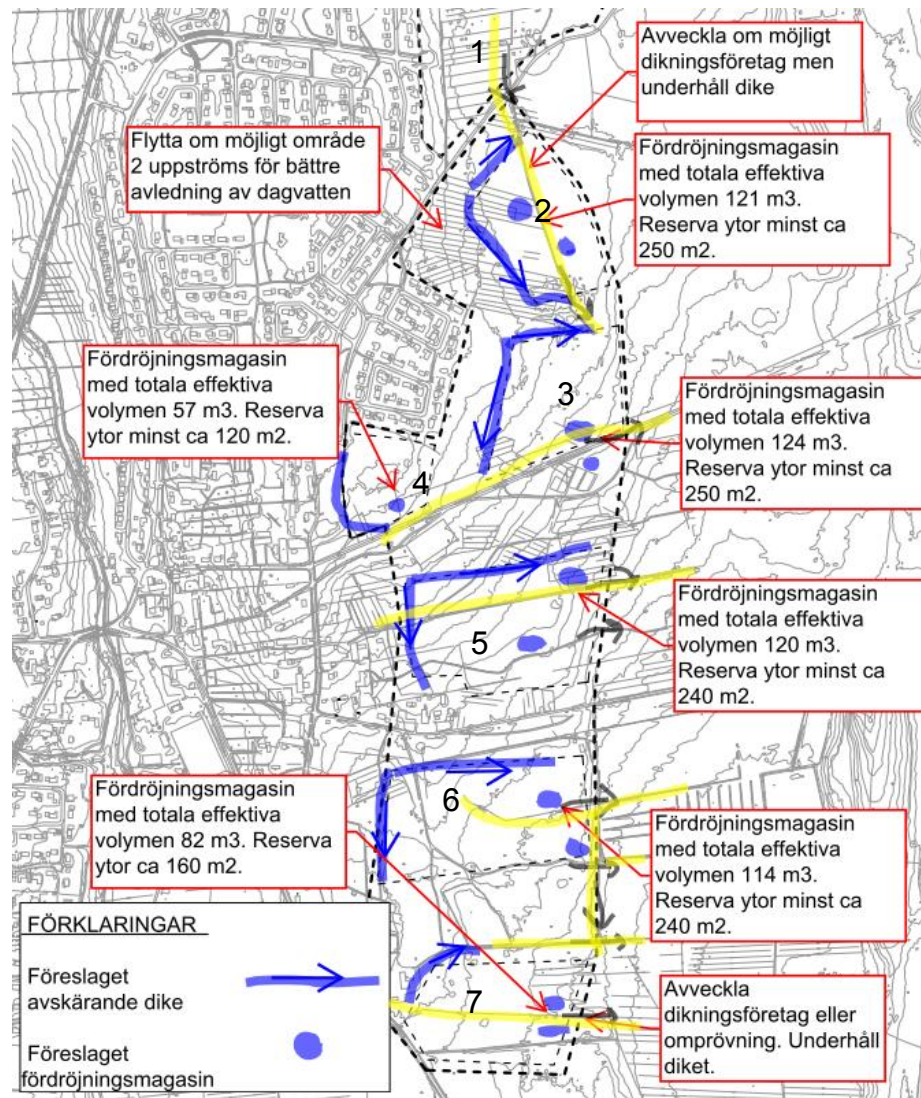 1
Avveckla om möjligt
dikningsföretag men
underhåll dike
Flytta om möjligt område
2 uppströms för bättre
avledning av dagvatten
Fördröjningsmagasin
med totala effektiva
volymen 121 m3.
Reserva ytor minst ca
250 m2.
2
Fördröjningsmagasin
med totala effektiva
volymen 57 m3. Reserva
ytor minst ca 120 m2.
3
Fördröjningsmagasin
med totala effektiva
volymen 124 m3.
Reserva ytor minst ca
250 m2.
4
Fördröjningsmagasin
med totala effektiva
volymen 120 m3.
Reserva ytor minst ca
240 m2.
5
Fördröjningsmagasin
med totala effektiva
volymen 82 m3. Reserva
ytor ca 160 m2.
6
Fördröjningsmagasin
med totala effektiva
volymen 114 m3.
Reserva ytor minst ca
240 m2.
FÖRKLARINGAR
Föreslaget
avskärande dike
Föreslaget
fördröjningsmagasin
7
Avveckla
dikningsföretag eller
omprövning. Underhåll
diket.